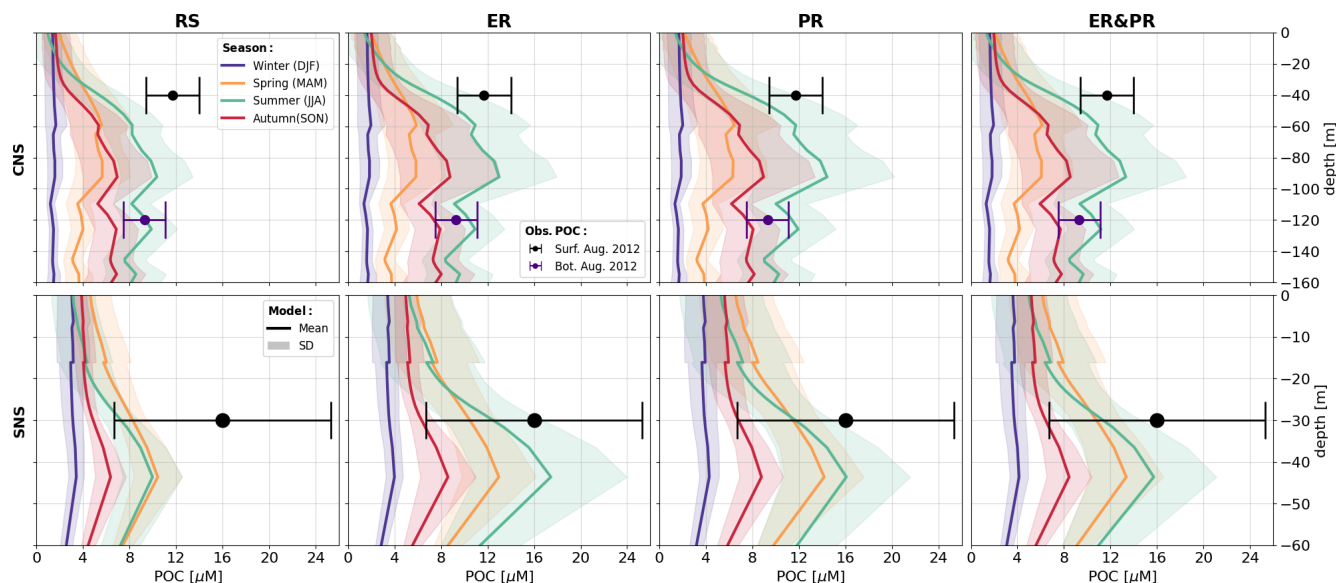 RS ER PR ER&PR
CNS
Season:
Winter (DJF)
Spring (MAM)
Summer (JJA)
Autumn(SON)
Obs. POC:
Surf. Aug. 2012
Bot. Aug. 2012
0
−20
−40
−60
−80
−100
−120
−140
−160
depth [m]
SNS
Model:
Mean
SD
0
−10
−20
−30
−40
−50
−60
depth [m]
0 4 8 12 16 20 24 0 4 8 12 16 20 24 0 4 8 12 16 20 24 0 4 8 12 16 20 24
POC [μM] POC [μM] POC [μM] POC [μM]